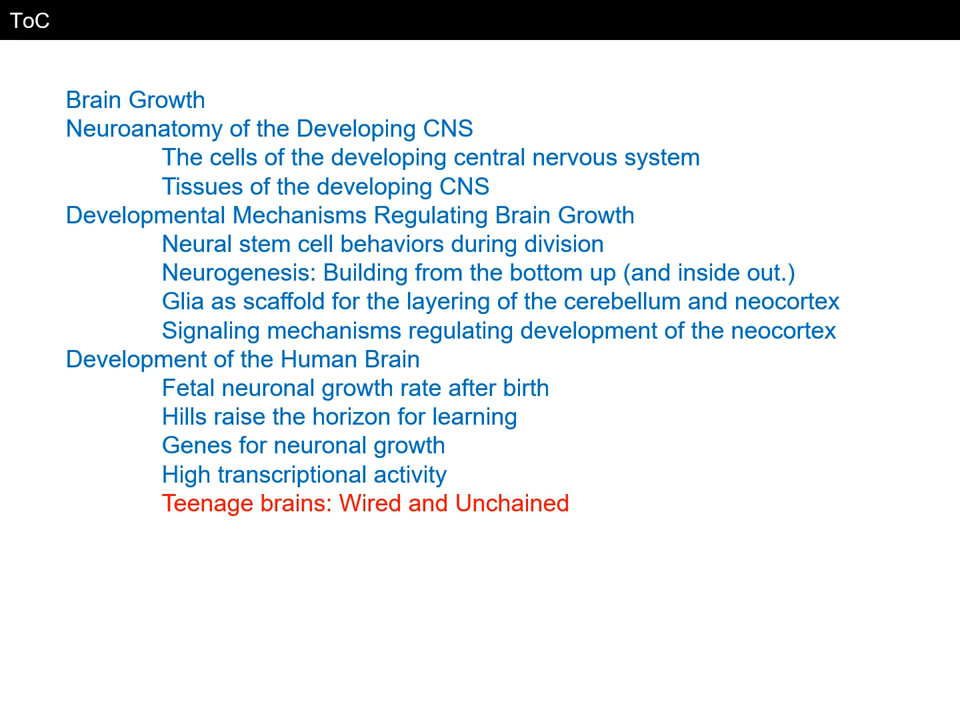 ToC
Brain Growth
Neuroanatomy of the Developing CNS
The cells of the developing central nervous system
Tissues of the developing CNS
Developmental Mechanisms Regulating Brain Growth
Neural stem cell behaviors during division
Neurogenesis: Building from the bottom up (and inside out.)
Glia as scaffold for the layering of the cerebellum and neocortex
Signaling mechanisms regulating development of the neocortex
Development of the Human Brain
Fetal neuronal growth rate after birth
Hills raise the horizon for learning
Genes for neuronal growth
High transcriptional activity
Teenage brains: Wired and Unchained